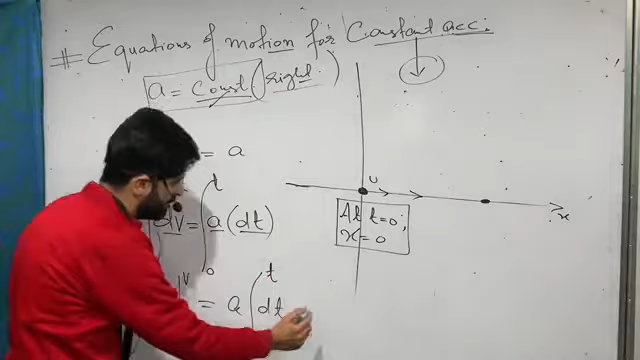 # Equations of motion for Constant acc:
a = Const (right)
= a
t
dv = a (dt)
0
v t
= a ∫ dt
u
At t=0;
x=0
x